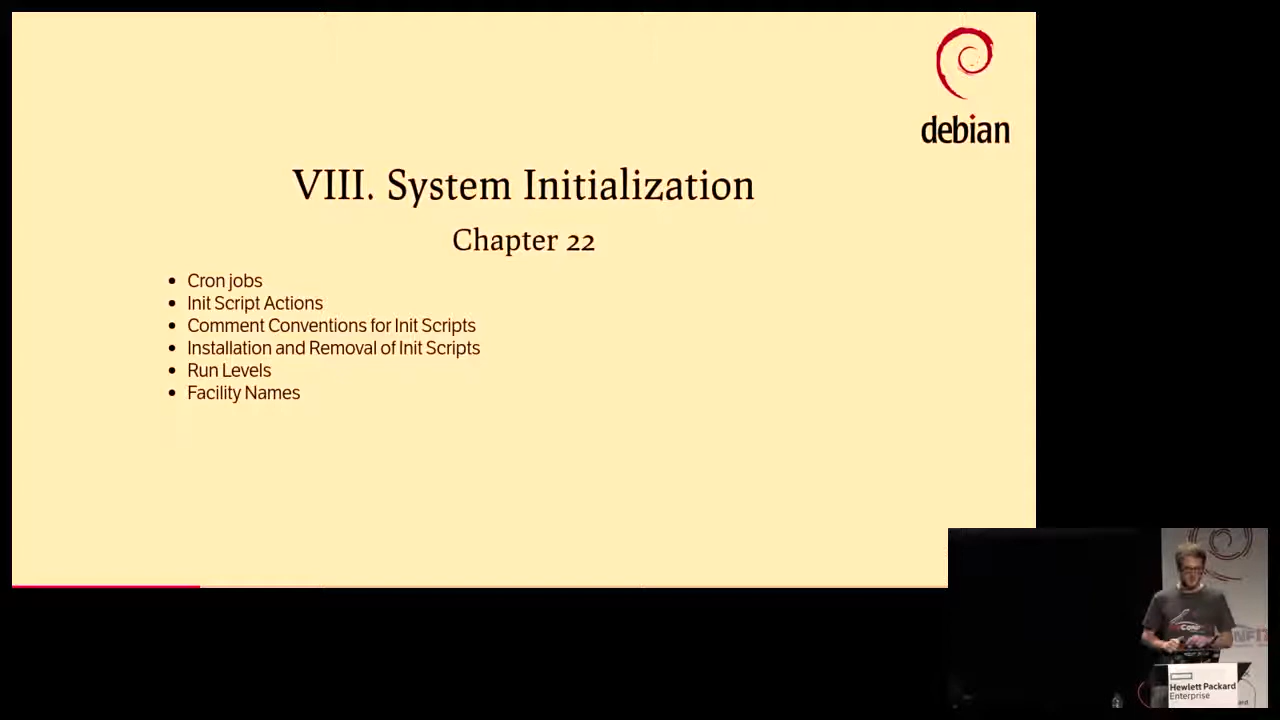 debian
VIII. System Initialization
Chapter 22
Cron jobs
Init Script Actions
Comment Conventions for Init Scripts
Installation and Removal of Init Scripts
Run Levels
Facility Names
Hewlett Packard
Enterprise